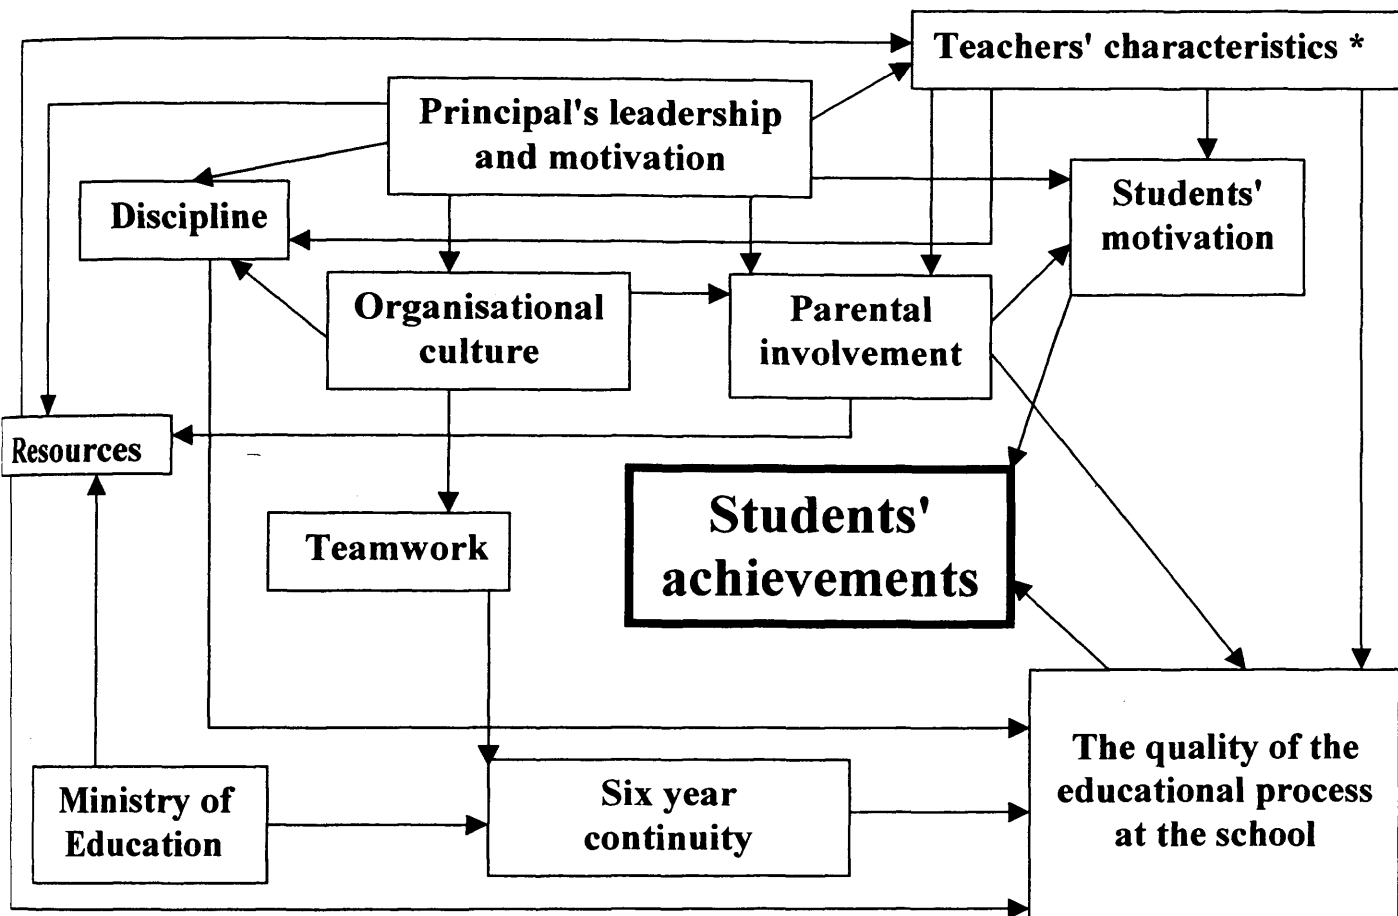 Teachers' characteristics *
Principal's leadership
and motivation
Students'
motivation
Discipline
Organisational
culture
Parental
involvement
Resources
Students'
achievements
Teamwork
The quality of the
educational process
at the school
Ministry of
Education
Six year
continuity